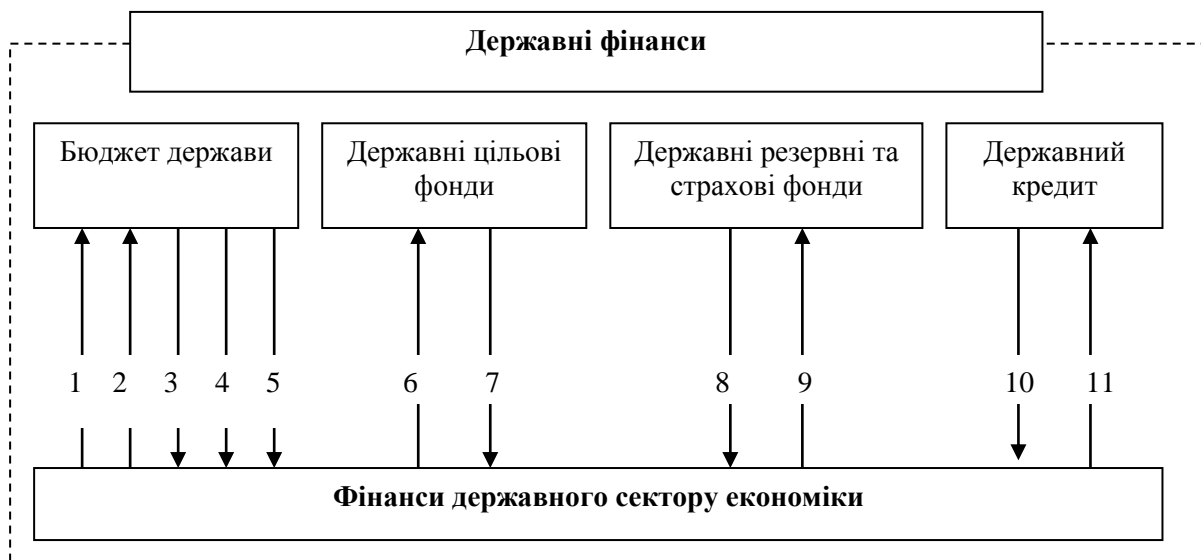 Державні фінанси
Бюджет держави
Державні цільові
фонди
Державні резервні та
страхові фонди
Державний
кредит
1 2 3 4 5 6 7 8 9 10 11
Фінанси державного сектору економіки